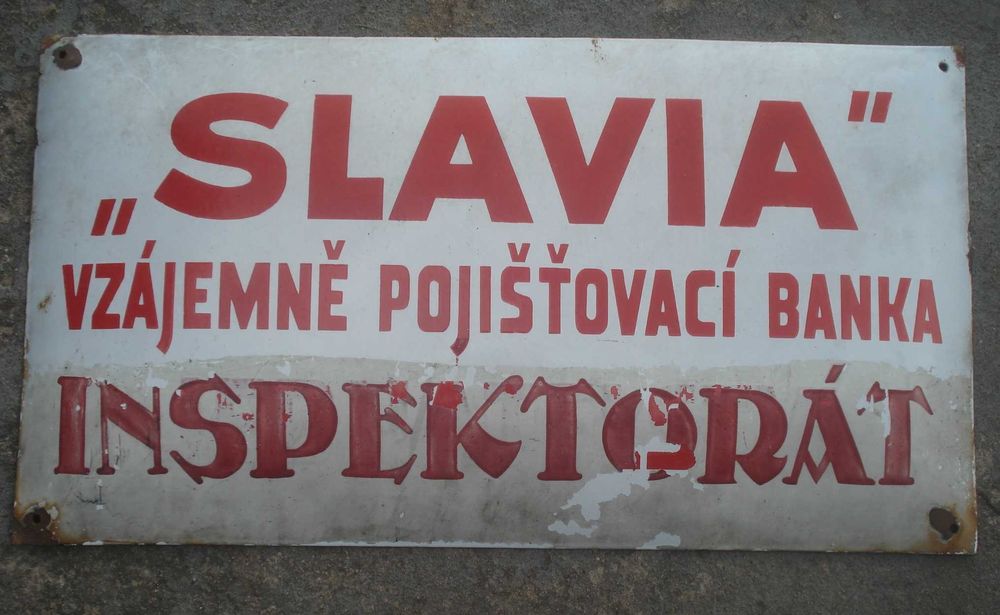 „SLAVIA"
VZÁJEMNĚ POJIŠŤOVACÍ BANKA
INSPEKTORÁT